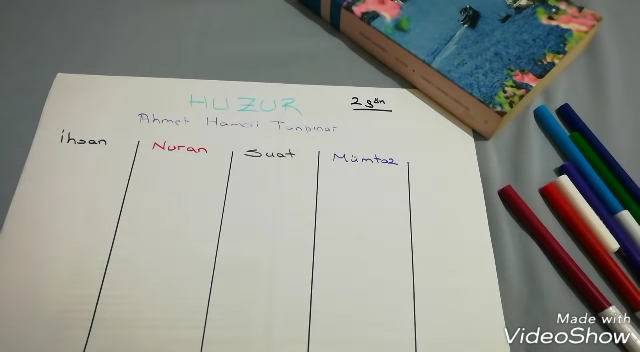 HUZUR
2 gün
Ahmet Hamdi Tanpınar
İhsan
Nuran
Suat
Mümtaz
Made with
VideoShow